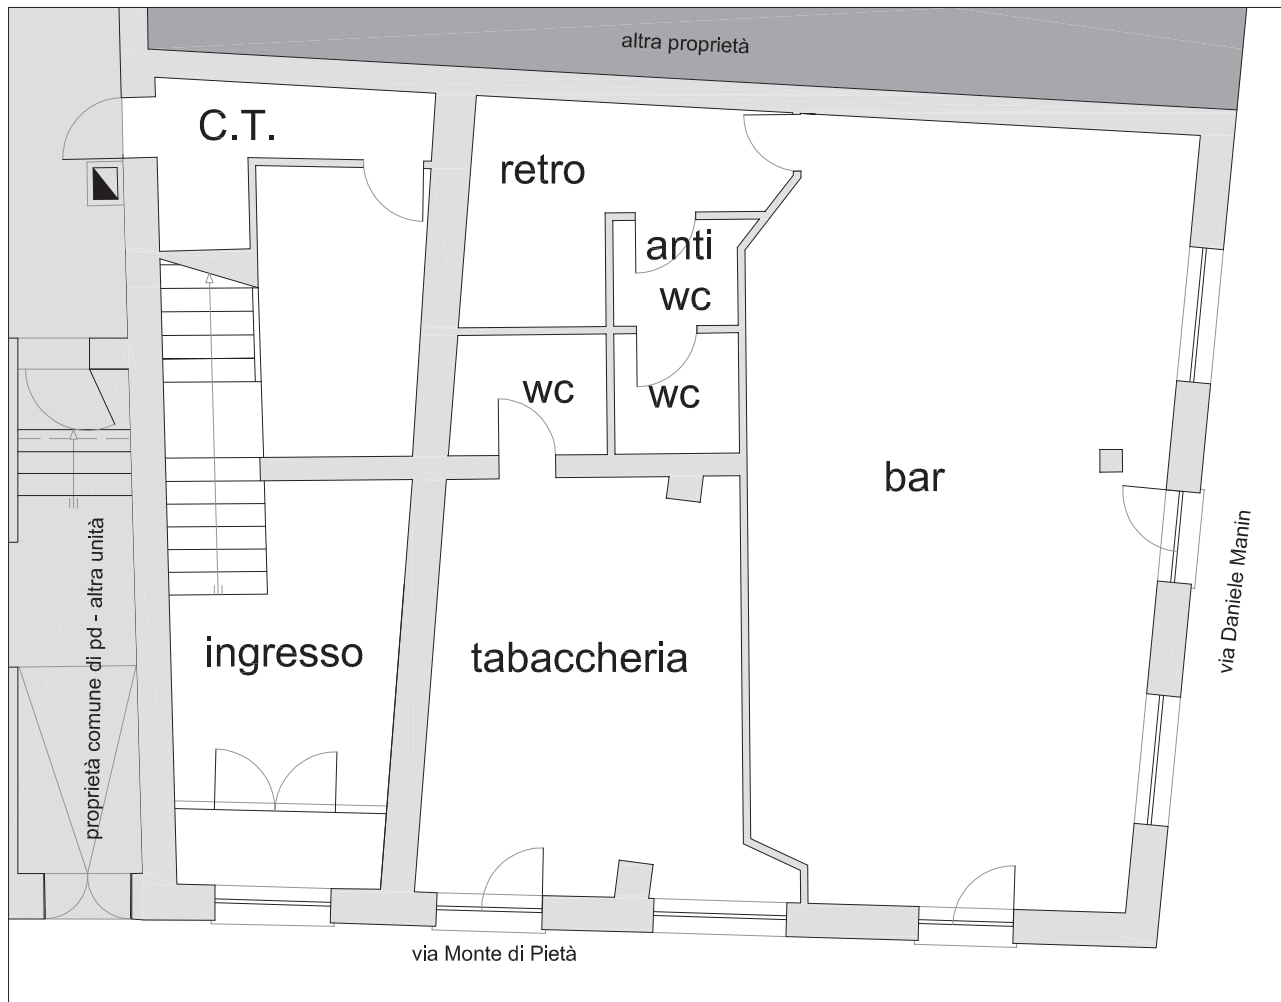 altra proprietà
C.T.
retro
anti
wc
wc
wc
bar
ingresso
tabaccheria
proprietà comune di pd - altra unità
via Daniele Manin
via Monte di Pietà